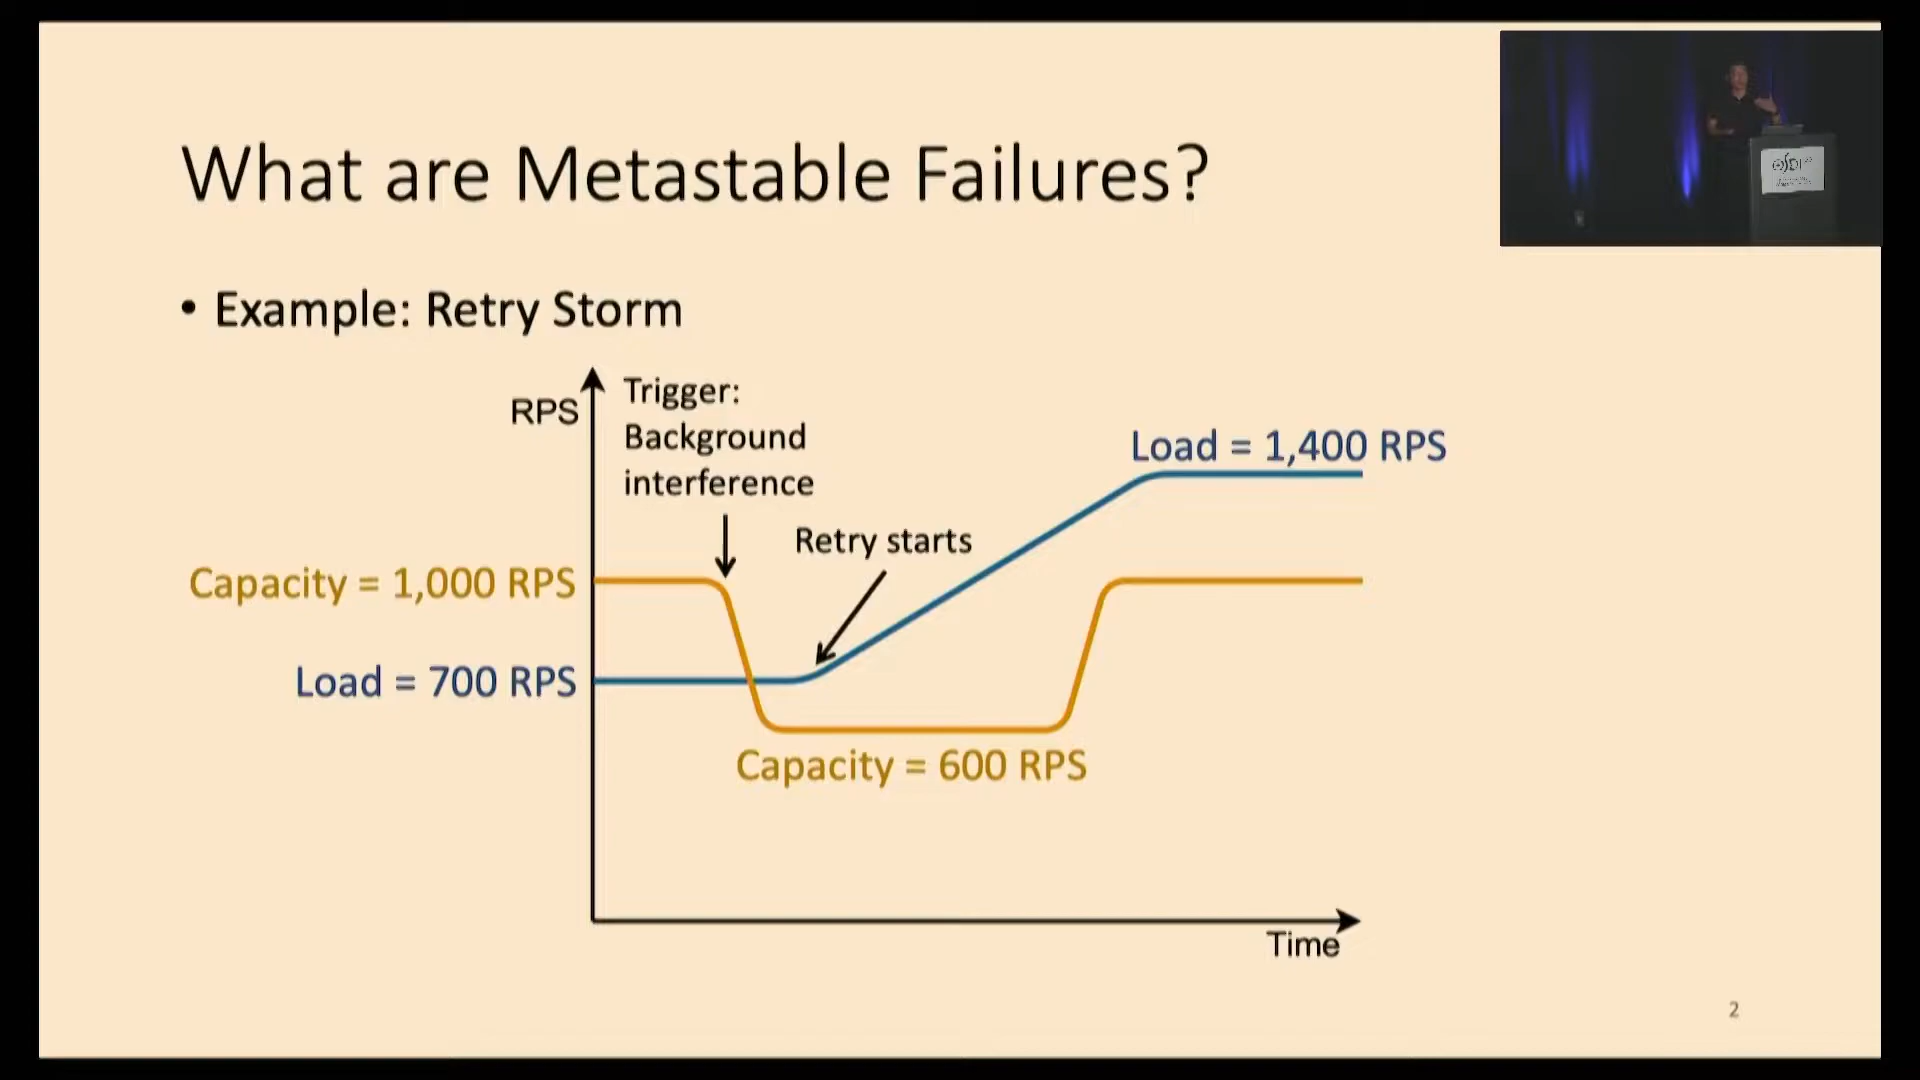 What are Metastable Failures?
• Example: Retry Storm
RPS
Trigger:
Background
interference
Load = 1,400 RPS
Retry starts
Capacity = 1,000 RPS
Load = 700 RPS
Capacity = 600 RPS
Time
2